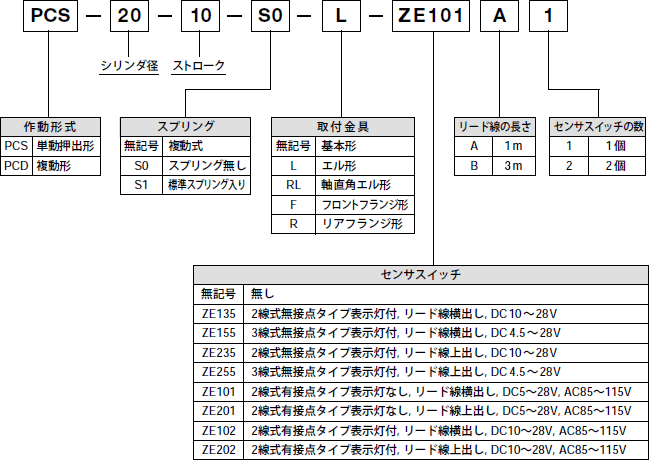 PCS － 20 － 10 － S0 － L － ZE101 A 1
シリンダ径 ストローク
作動形式
PCS 単動押出形
PCD 複動形
スプリング
無記号 複動式
S0 スプリング無し
S1 標準スプリング入り
取付金具
無記号 基本形
L エル形
RL 軸直角エル形
F フロントフランジ形
R リアフランジ形
リード線の長さ
A 1m
B 3m
センサスイッチの数
1 1個
2 2個
センサスイッチ
無記号 無し
ZE135 2線式無接点タイプ表示灯付, リード線横出し, DC10～28V
ZE155 3線式無接点タイプ表示灯付, リード線横出し, DC4.5～28V
ZE235 2線式無接点タイプ表示灯付, リード線上出し, DC10～28V
ZE255 3線式無接点タイプ表示灯付, リード線上出し, DC4.5～28V
ZE101 2線式有接点タイプ表示灯なし, リード線横出し, DC5～28V, AC85～115V
ZE201 2線式有接点タイプ表示灯なし, リード線上出し, DC5～28V, AC85～115V
ZE102 2線式有接点タイプ表示灯付, リード線横出し, DC10～28V, AC85～115V
ZE202 2線式有接点タイプ表示灯付, リード線上出し, DC10～28V, AC85～115V